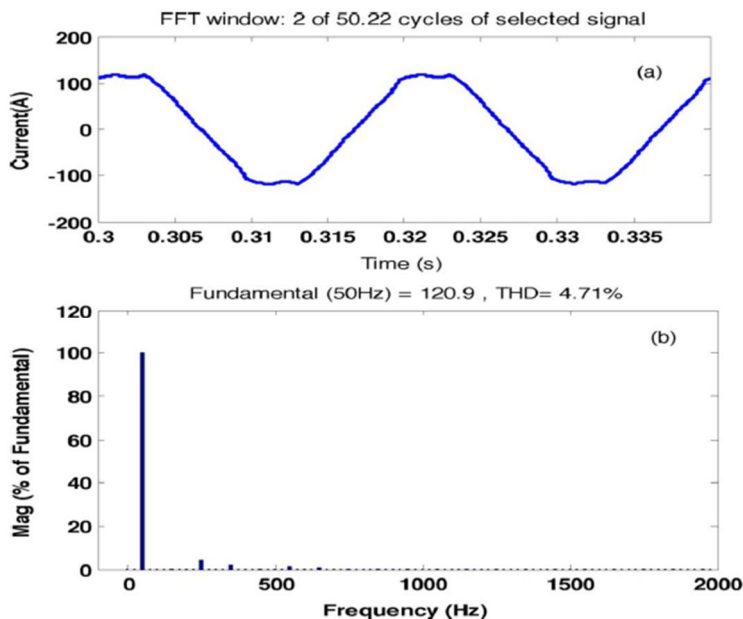 FFT window: 2 of 50.22 cycles of selected signal
200
100
0
-100
-200
Current(A)
(a)
0.3 0.305 0.31 0.315 0.32 0.325 0.33 0.335
Time (s)
Fundamental (50Hz) = 120.9 , THD= 4.71%
120
100
80
60
40
20
0
Mag (% of Fundamental)
(b)
0 500 1000 1500 2000
Frequency (Hz)